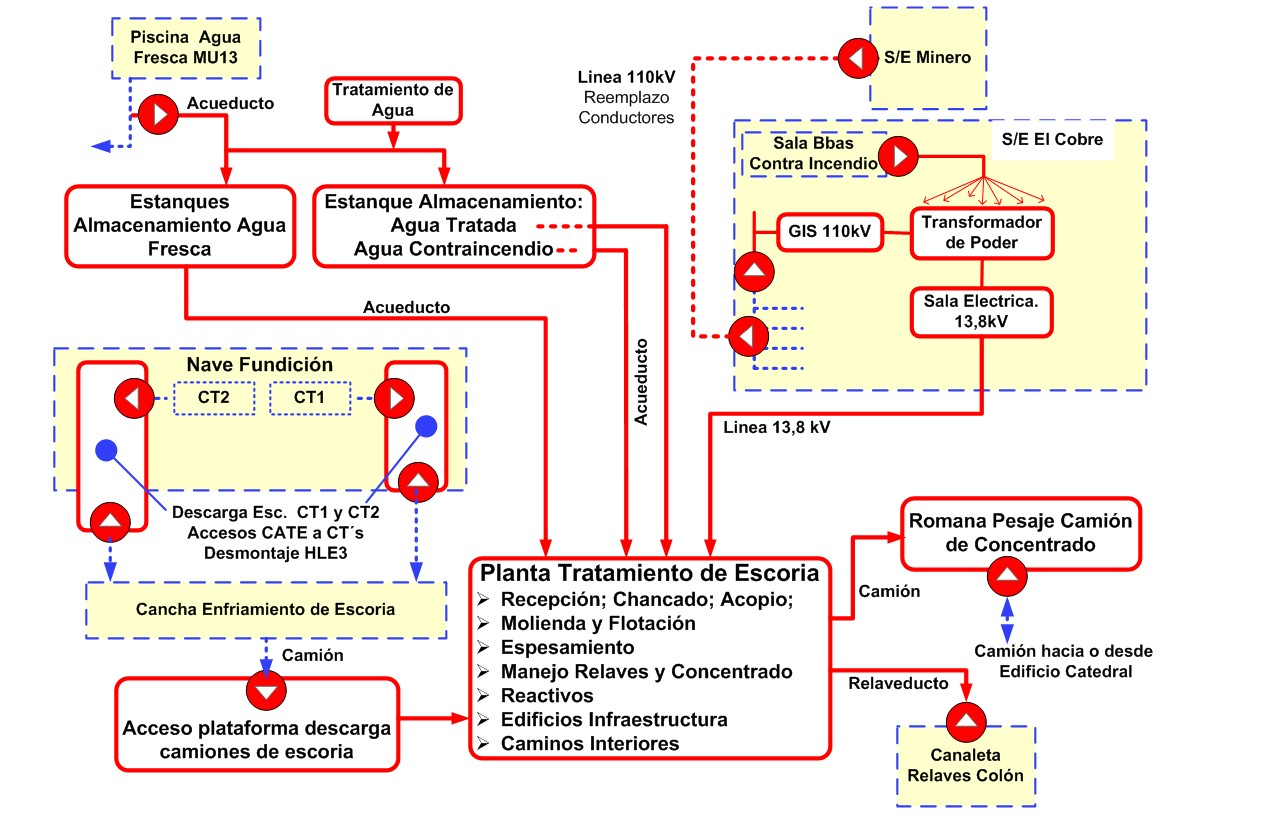 Piscina Agua
Fresca MU13
Acueducto
Tratamiento de
Agua
Linea 110kV
Reemplazo
Conductores
S/E Minero
S/E El Cobre
Sala Bbas
Contra Incendio
GIS 110kV
Transformador
de Poder
Sala Electrica.
13,8kV
Linea 13,8 kV
Estanques
Almacenamiento Agua
Fresca
Estanque Almacenamiento:
Agua Tratada
Agua Contraincendio
Acueducto
Acueducto
Nave Fundición
CT2
CT1
Descarga Esc. CT1 y CT2
Accesos CATE a CT´s
Desmontaje HLE3
Cancha Enfriamiento de Escoria
Camión
Acceso plataforma descarga
camiones de escoria
Planta Tratamiento de Escoria
Recepción; Chancado; Acopio;
Molienda y Flotación
Espesamiento
Manejo Relaves y Concentrado
Reactivos
Edificios Infraestructura
Caminos Interiores
Camión
Romana Pesaje Camión
de Concentrado
Camión hacia o desde
Edificio Catedral
Relaveducto
Canaleta
Relaves Colón